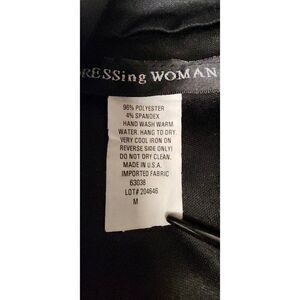 RESSing WOMAN
96% POLYESTER
4% SPANDEX
HAND WASH WARM
WATER. HANG TO DRY.
VERY COOL IRON ON
REVERSE SIDE ONLY!
DO NOT DRY CLEAN.
MADE IN U.S.A.
IMPORTED FABRIC
63038
LOT# 204646
M